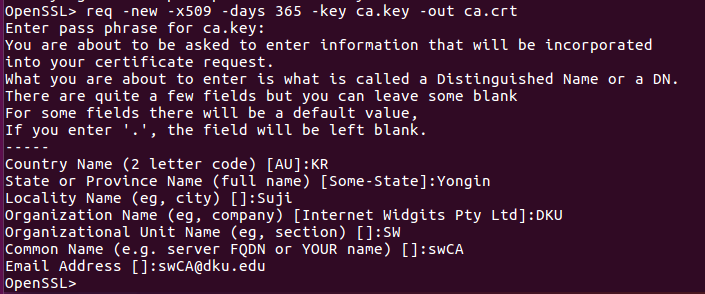 OpenSSL> req -new -x509 -days 365 -key ca.key -out ca.crt
Enter pass phrase for ca.key:
You are about to be asked to enter information that will be incorporated
into your certificate request.
What you are about to enter is what is called a Distinguished Name or a DN.
There are quite a few fields but you can leave some blank
For some fields there will be a default value,
If you enter '.', the field will be left blank.
-----
Country Name (2 letter code) [AU]:KR
State or Province Name (full name) [Some-State]:Yongin
Locality Name (eg, city) []:Suji
Organization Name (eg, company) [Internet Widgits Pty Ltd]:DKU
Organizational Unit Name (eg, section) []:SW
Common Name (e.g. server FQDN or YOUR name) []:swCA
Email Address []:swCA@dku.edu
OpenSSL>